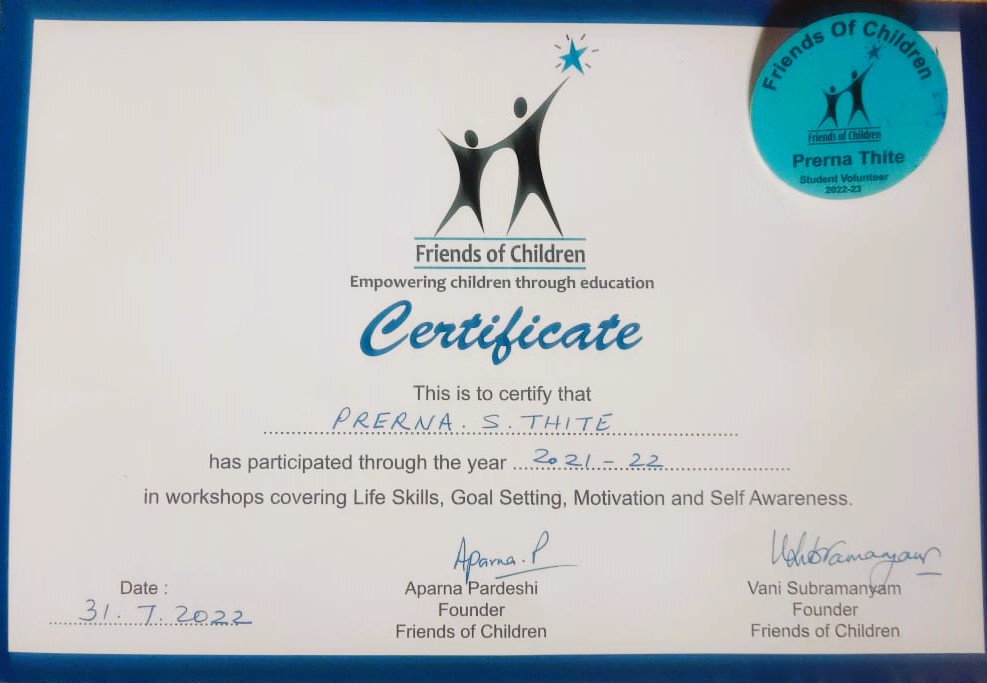 Friends Of Children
Friends of Children
Prerna Thite
Student Volunteer
2022-23
Friends of Children
Empowering children through education
Certificate
This is to certify that
PRERNA. S. THITE
has participated through the year 2021 - 22
in workshops covering Life Skills, Goal Setting, Motivation and Self Awareness.
Aparna. P
Date :
31. 7. 2022
Aparna Pardeshi
Founder
Friends of Children
Vani Subramanyam
Founder
Friends of Children